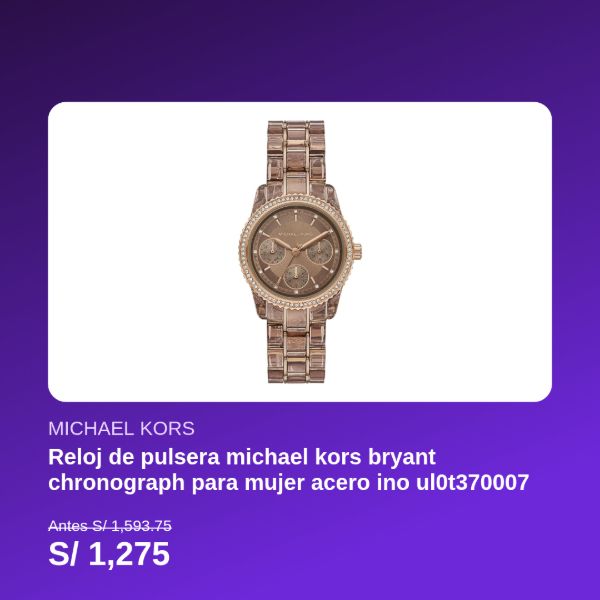 MICHAEL KORS
Reloj de pulsera michael kors bryant
chronograph para mujer acero ino ul0t370007
Antes S/ 1,593.75
S/ 1,275